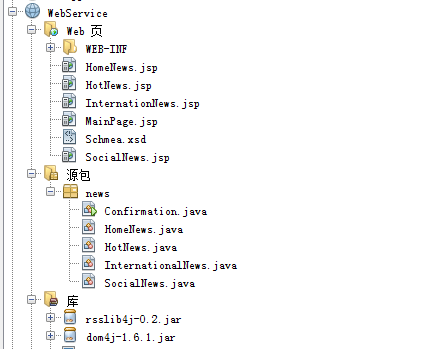 WebService
Web 页
WEB-INF
HomeNews.jsp
HotNews.jsp
InternationNews.jsp
MainPage.jsp
Schmea.xsd
SocialNews.jsp
源包
news
Confirmation.java
HomeNews.java
HotNews.java
InternationalNews.java
SocialNews.java
库
rsslib4j-0.2.jar
dom4j-1.6.1.jar